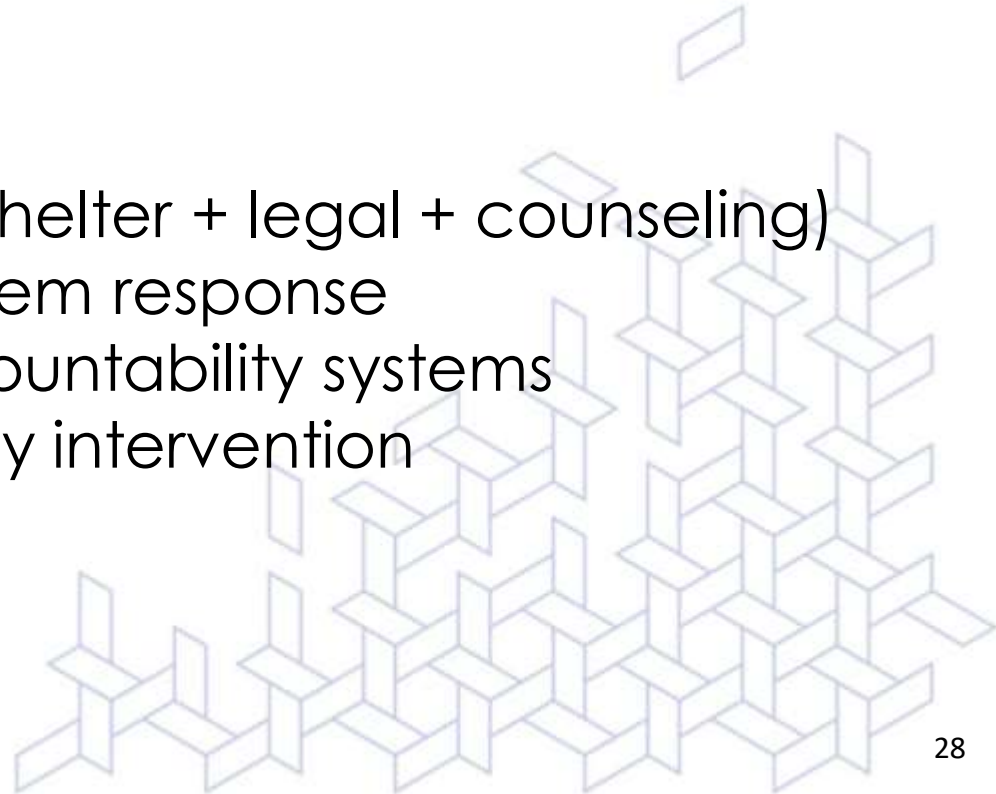 helter + legal + counseling)
em response
ountability systems
y intervention
28